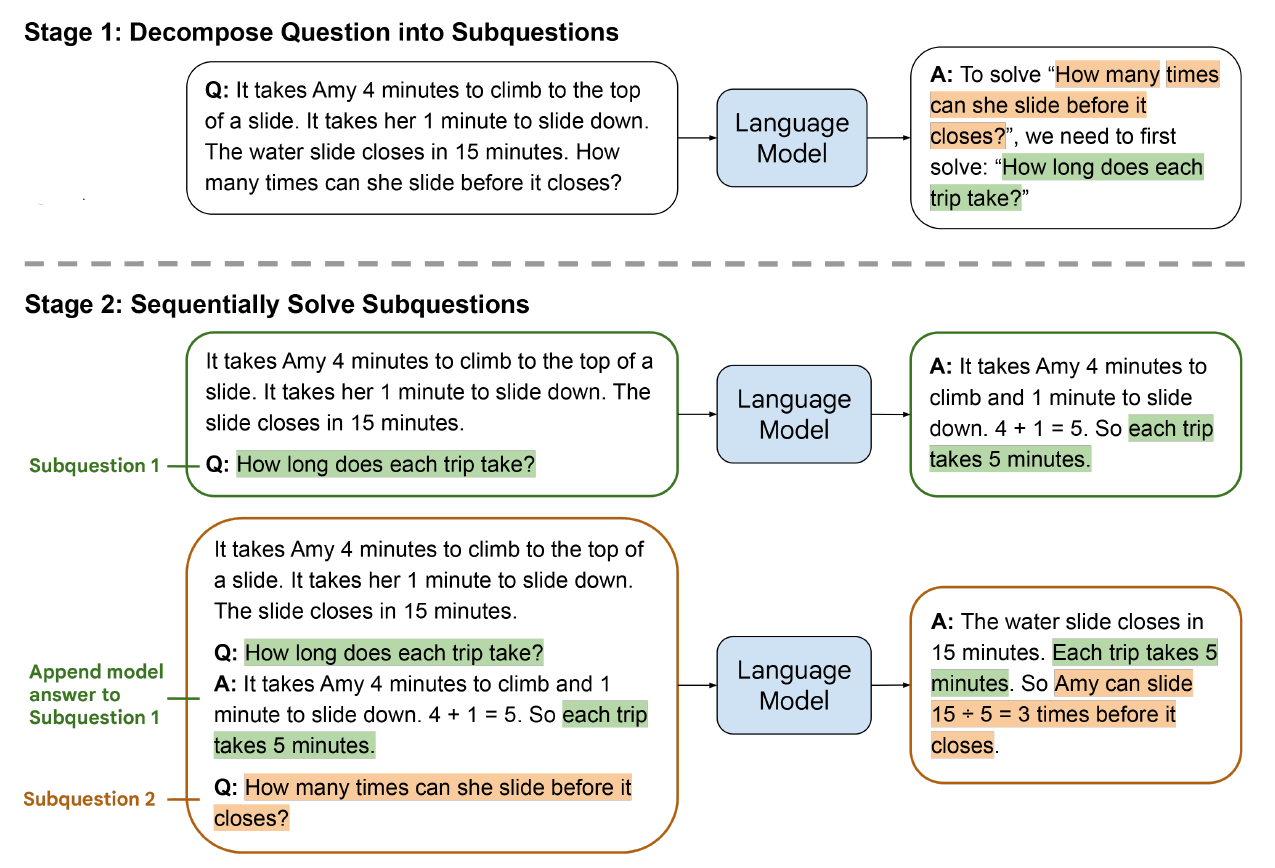 Stage 1: Decompose Question into Subquestions
Q: It takes Amy 4 minutes to climb to the top
of a slide. It takes her 1 minute to slide down.
The water slide closes in 15 minutes. How
many times can she slide before it closes?
Language
Model
A: To solve “How many times
can she slide before it
closes?”, we need to first
solve: “How long does each
trip take?”
Stage 2: Sequentially Solve Subquestions
It takes Amy 4 minutes to climb to the top of a
slide. It takes her 1 minute to slide down. The
slide closes in 15 minutes.
Subquestion 1
Q: How long does each trip take?
Language
Model
A: It takes Amy 4 minutes to
climb and 1 minute to slide
down. 4 + 1 = 5. So each trip
takes 5 minutes.
It takes Amy 4 minutes to climb to the top of
a slide. It takes her 1 minute to slide down.
The slide closes in 15 minutes.
Q: How long does each trip take?
Append model
answer to
Subquestion 1
A: It takes Amy 4 minutes to climb and 1
minute to slide down. 4 + 1 = 5. So each trip
takes 5 minutes.
Subquestion 2
Q: How many times can she slide before it
closes?
Language
Model
A: The water slide closes in
15 minutes. Each trip takes 5
minutes. So Amy can slide
15 ÷ 5 = 3 times before it
closes.